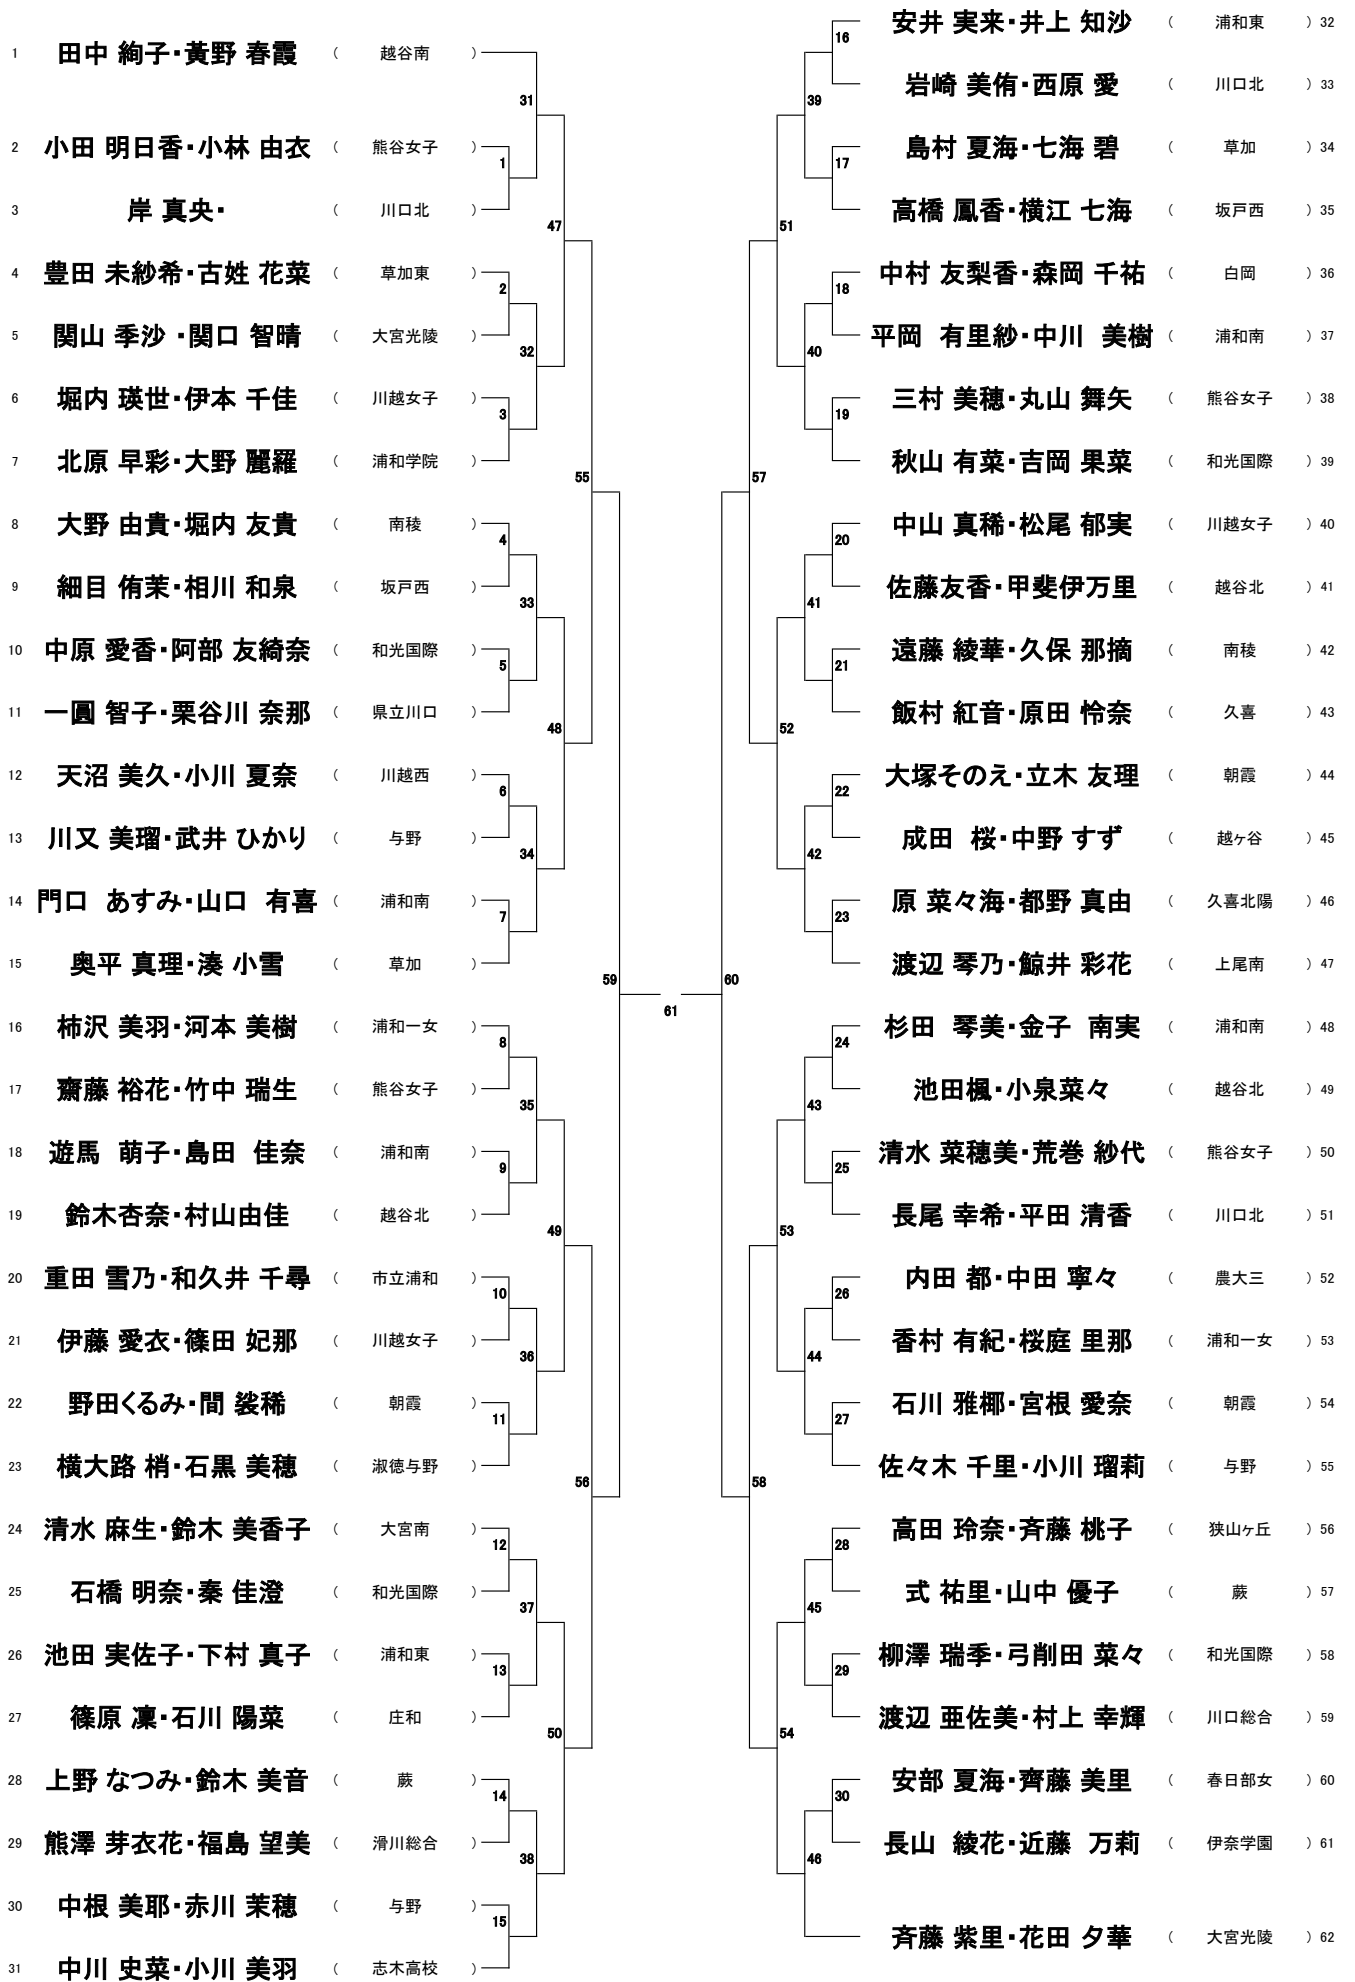 1 田中 絢子・黃野 春霞 ( 越谷南 )
2 小田 明日香・小林 由衣 ( 熊谷女子 )
3 岸 真央・ ( 川口北 )
4 豊田 未紗希・古姓 花菜 ( 草加東 )
5 関山 季沙 ・関口 智晴 ( 大宮光陵 )
6 堀内 瑛世・伊本 千佳 ( 川越女子 )
7 北原 早彩・大野 麗羅 ( 浦和学院 )
8 大野 由貴・堀内 友貴 ( 南稜 )
9 細目 侑茉・相川 和泉 ( 坂戸西 )
10 中原 愛香・阿部 友綺奈 ( 和光国際 )
11 一圓 智子・栗谷川 奈那 ( 県立川口 )
12 天沼 美久・小川 夏奈 ( 川越西 )
13 川又 美瑠・武井 ひかり ( 与野 )
14 門口 あすみ・山口 有喜 ( 浦和南 )
15 奥平 真理・湊 小雪 ( 草加 )
16 柿沢 美羽・河本 美樹 ( 浦和一女 )
17 齋藤 裕花・竹中 瑞生 ( 熊谷女子 )
18 遊馬 萌子・島田 佳奈 ( 浦和南 )
19 鈴木杏奈・村山由佳 ( 越谷北 )
20 重田 雪乃・和久井 千尋 ( 市立浦和 )
21 伊藤 愛衣・篠田 妃那 ( 川越女子 )
22 野田くるみ・間 裟稀 ( 朝霞 )
23 横大路 梢・石黒 美穂 ( 淑徳与野 )
24 清水 麻生・鈴木 美香子 ( 大宮南 )
25 石橋 明奈・秦 佳澄 ( 和光国際 )
26 池田 実佐子・下村 真子 ( 浦和東 )
27 篠原 凜・石川 陽菜 ( 庄和 )
28 上野 なつみ・鈴木 美音 ( 蕨 )
29 熊澤 芽衣花・福島 望美 ( 滑川総合 )
30 中根 美耶・赤川 茉穂 ( 与野 )
31 中川 史菜・小川 美羽 ( 志木高校 )
1
2
3
4
5
6
7
8
9
10
11
12
13
14
15
31
32
33
34
35
36
37
38
47
48
49
50
55
56
59
61
60
57
58
51
52
53
54
39
40
41
42
43
44
45
46
16
17
18
19
20
21
22
23
24
25
26
27
28
29
30
安井 実来・井上 知沙 ( 浦和東 ) 32
岩崎 美侑・西原 愛 ( 川口北 ) 33
島村 夏海・七海 碧 ( 草加 ) 34
高橋 鳳香・横江 七海 ( 坂戸西 ) 35
中村 友梨香・森岡 千祐 ( 白岡 ) 36
平岡 有里紗・中川 美樹 ( 浦和南 ) 37
三村 美穂・丸山 舞矢 ( 熊谷女子 ) 38
秋山 有菜・吉岡 果菜 ( 和光国際 ) 39
中山 真稀・松尾 郁実 ( 川越女子 ) 40
佐藤友香・甲斐伊万里 ( 越谷北 ) 41
遠藤 綾華・久保 那摘 ( 南稜 ) 42
飯村 紅音・原田 怜奈 ( 久喜 ) 43
大塚そのえ・立木 友理 ( 朝霞 ) 44
成田 桜・中野 すず ( 越ヶ谷 ) 45
原 菜々海・都野 真由 ( 久喜北陽 ) 46
渡辺 琴乃・鯨井 彩花 ( 上尾南 ) 47
杉田 琴美・金子 南実 ( 浦和南 ) 48
池田楓・小泉菜々 ( 越谷北 ) 49
清水 菜穂美・荒巻 紗代 ( 熊谷女子 ) 50
長尾 幸希・平田 清香 ( 川口北 ) 51
内田 都・中田 寧々 ( 農大三 ) 52
香村 有紀・桜庭 里那 ( 浦和一女 ) 53
石川 雅椰・宮根 愛奈 ( 朝霞 ) 54
佐々木 千里・小川 瑠莉 ( 与野 ) 55
高田 玲奈・斉藤 桃子 ( 狭山ヶ丘 ) 56
式 祐里・山中 優子 ( 蕨 ) 57
柳澤 瑞季・弓削田 菜々 ( 和光国際 ) 58
渡辺 亜佐美・村上 幸輝 ( 川口総合 ) 59
安部 夏海・齊藤 美里 ( 春日部女 ) 60
長山 綾花・近藤 万莉 ( 伊奈学園 ) 61
斉藤 紫里・花田 夕華 ( 大宮光陵 ) 62